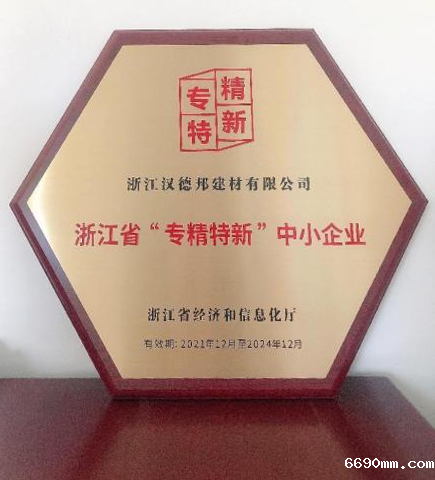 专精
特新
浙江汉德邦建材有限公司
浙江省“专精特新”中小企业
浙江省经济和信息化厅
有效期: 2021年12月至2024年12月
6690mm.com